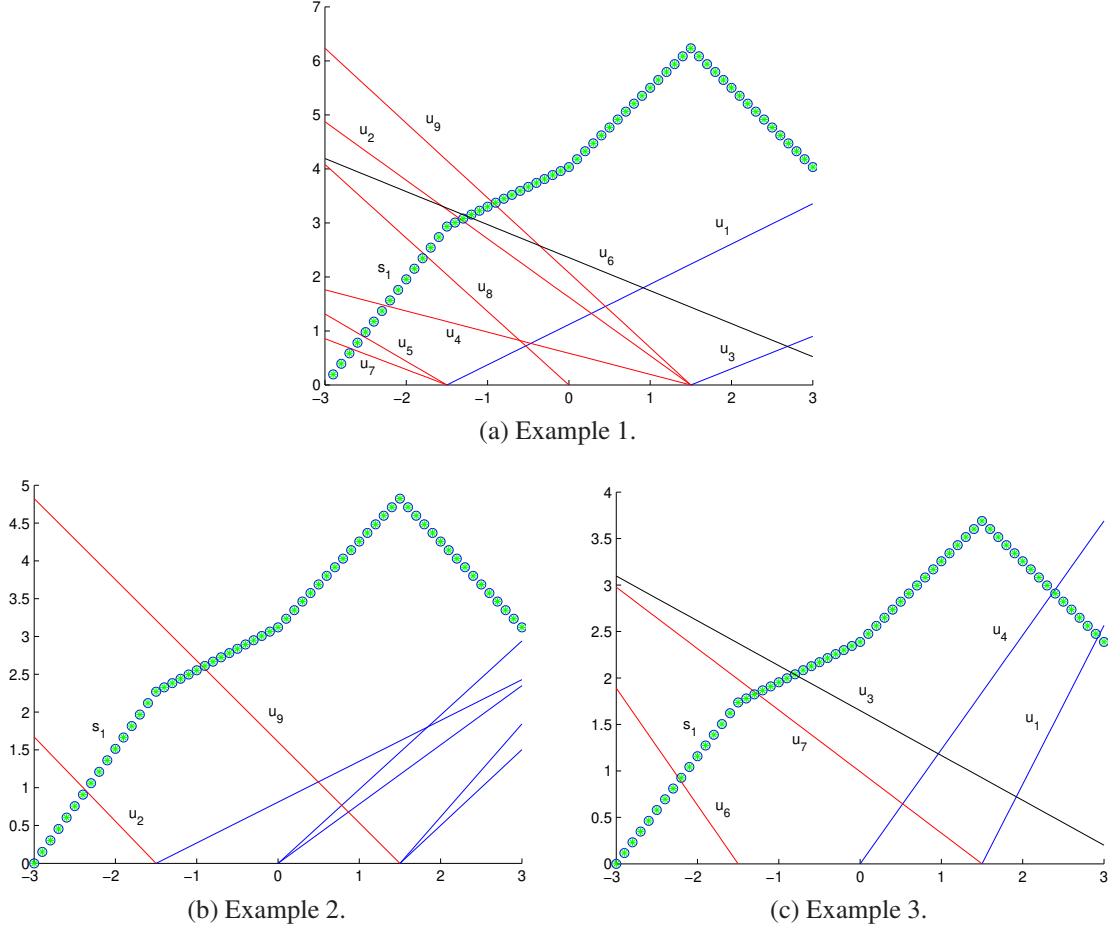 7
6
5
4
3
2
1
0
u9
u2
u1
u6
s1
u8
u4
u3
u5
u7
−3 −2 −1 0 1 2 3
(a) Example 1.
5
4.5
4
3.5
3
2.5
2
1.5
1
0.5
0
s1
u9
u2
−3 −2 −1 0 1 2 3
(b) Example 2.
4
3.5
3
2.5
2
1.5
1
0.5
0
u4
u3
s1
u1
u7
u6
−3 −2 −1 0 1 2 3
(c) Example 3.